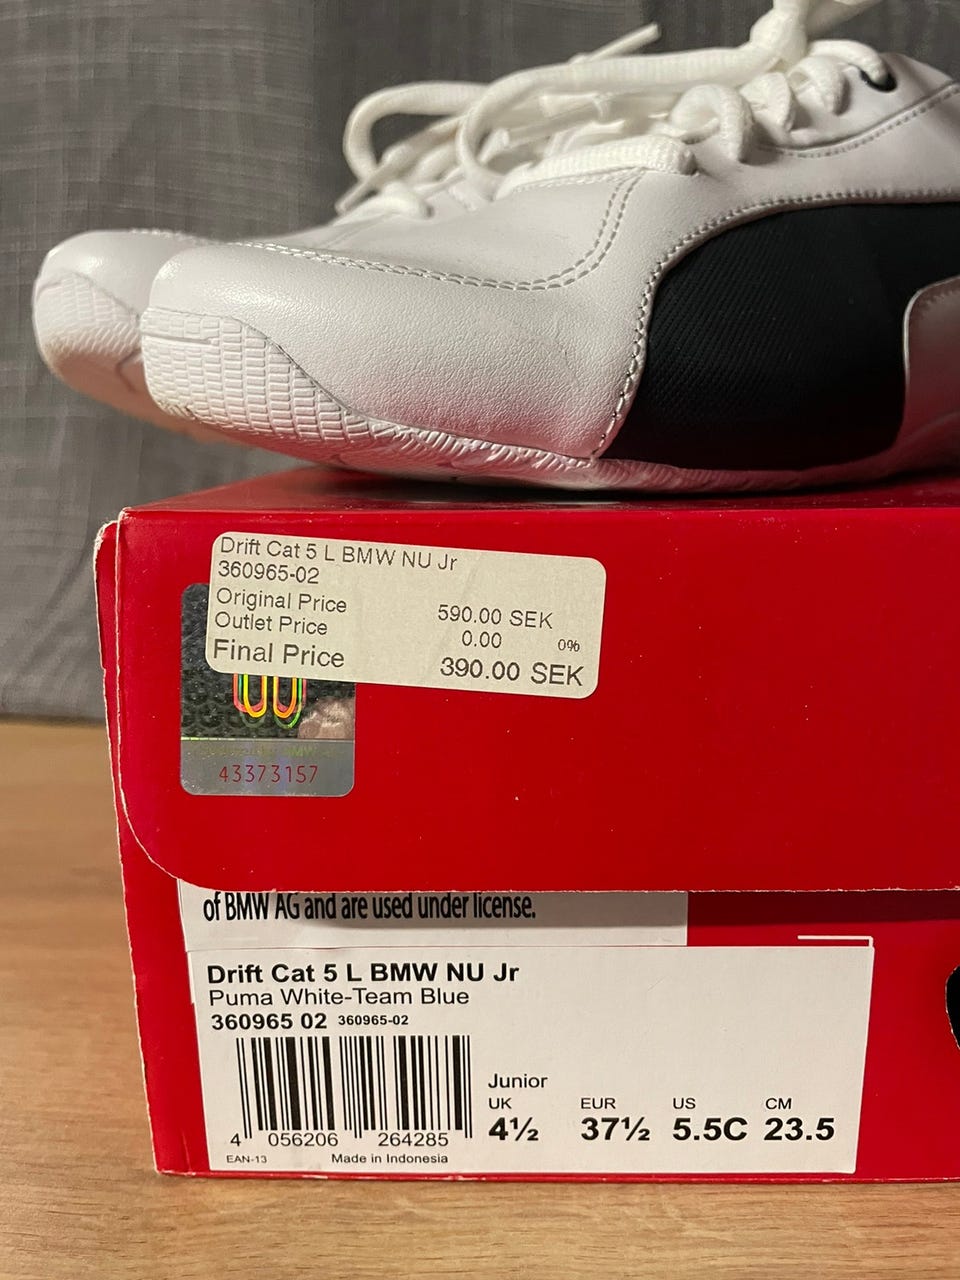 Drift Cat 5 L BMW NU Jr
360965-02
Original Price 590.00 SEK
Outlet Price 0.00 0%
Final Price 390.00 SEK
BMW
43373157
of BMW AG and are used under license.
Drift Cat 5 L BMW NU Jr
Puma White-Team Blue
360965 02 360965-02
Junior
UK EUR US CM
4½ 37½ 5.5C 23.5
4 056206 264285
EAN-13 Made in Indonesia